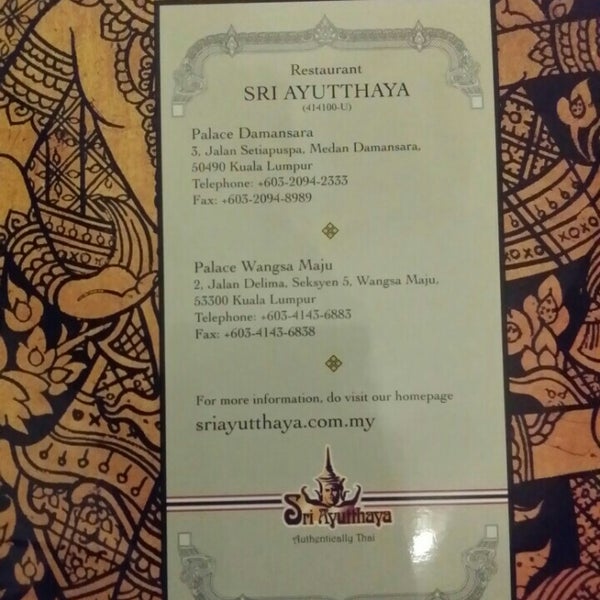 Restaurant
SRI AYUTTHAYA
(414100-U)
Palace Damansara
3, Jalan Setiapuspa, Medan Damansara,
50490 Kuala Lumpur
Telephone: +603-2094-2333
Fax: +603-2094-8989
Palace Wangsa Maju
2, Jalan Delima, Seksyen 5, Wangsa Maju,
53300 Kuala Lumpur
Telephone: +603-4143-6883
Fax: +603-4143-6838
For more information, do visit our homepage
sriayutthaya.com.my
Sri Ayutthaya
Authentically Thai